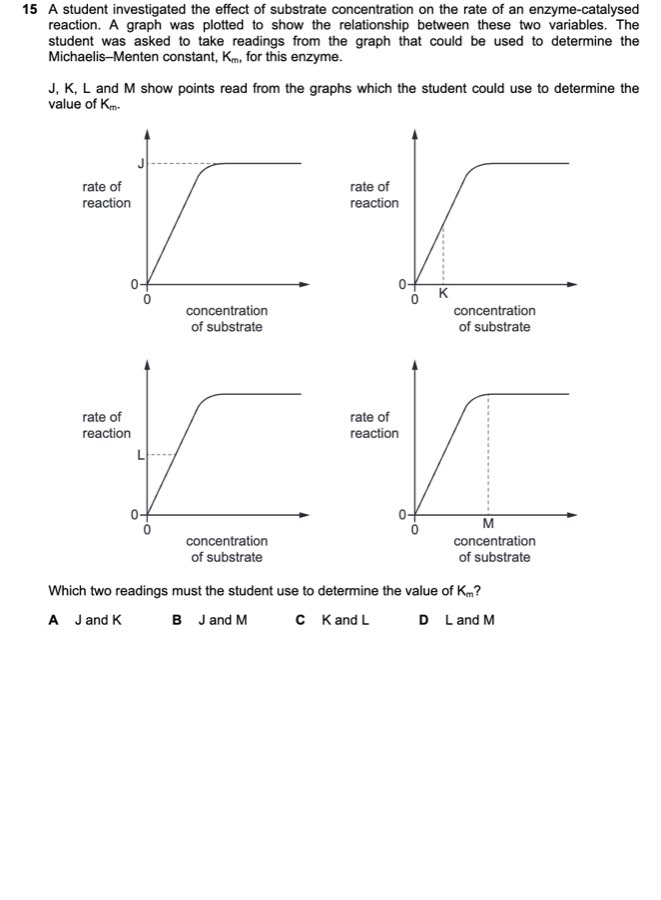 15 A student investigated the effect of substrate concentration on the rate of an enzyme-catalysed
reaction. A graph was plotted to show the relationship between these two variables. The
student was asked to take readings from the graph that could be used to determine the
Michaelis–Menten constant, Km, for this enzyme.
J, K, L and M show points read from the graphs which the student could use to determine the
value of Km.
J
rate of
reaction
0
0
concentration
of substrate
rate of
reaction
0
0
K
concentration
of substrate
rate of
reaction
L
0
0
concentration
of substrate
rate of
reaction
0
0
M
concentration
of substrate
Which two readings must the student use to determine the value of Km?
A J and K B J and M C K and L D L and M